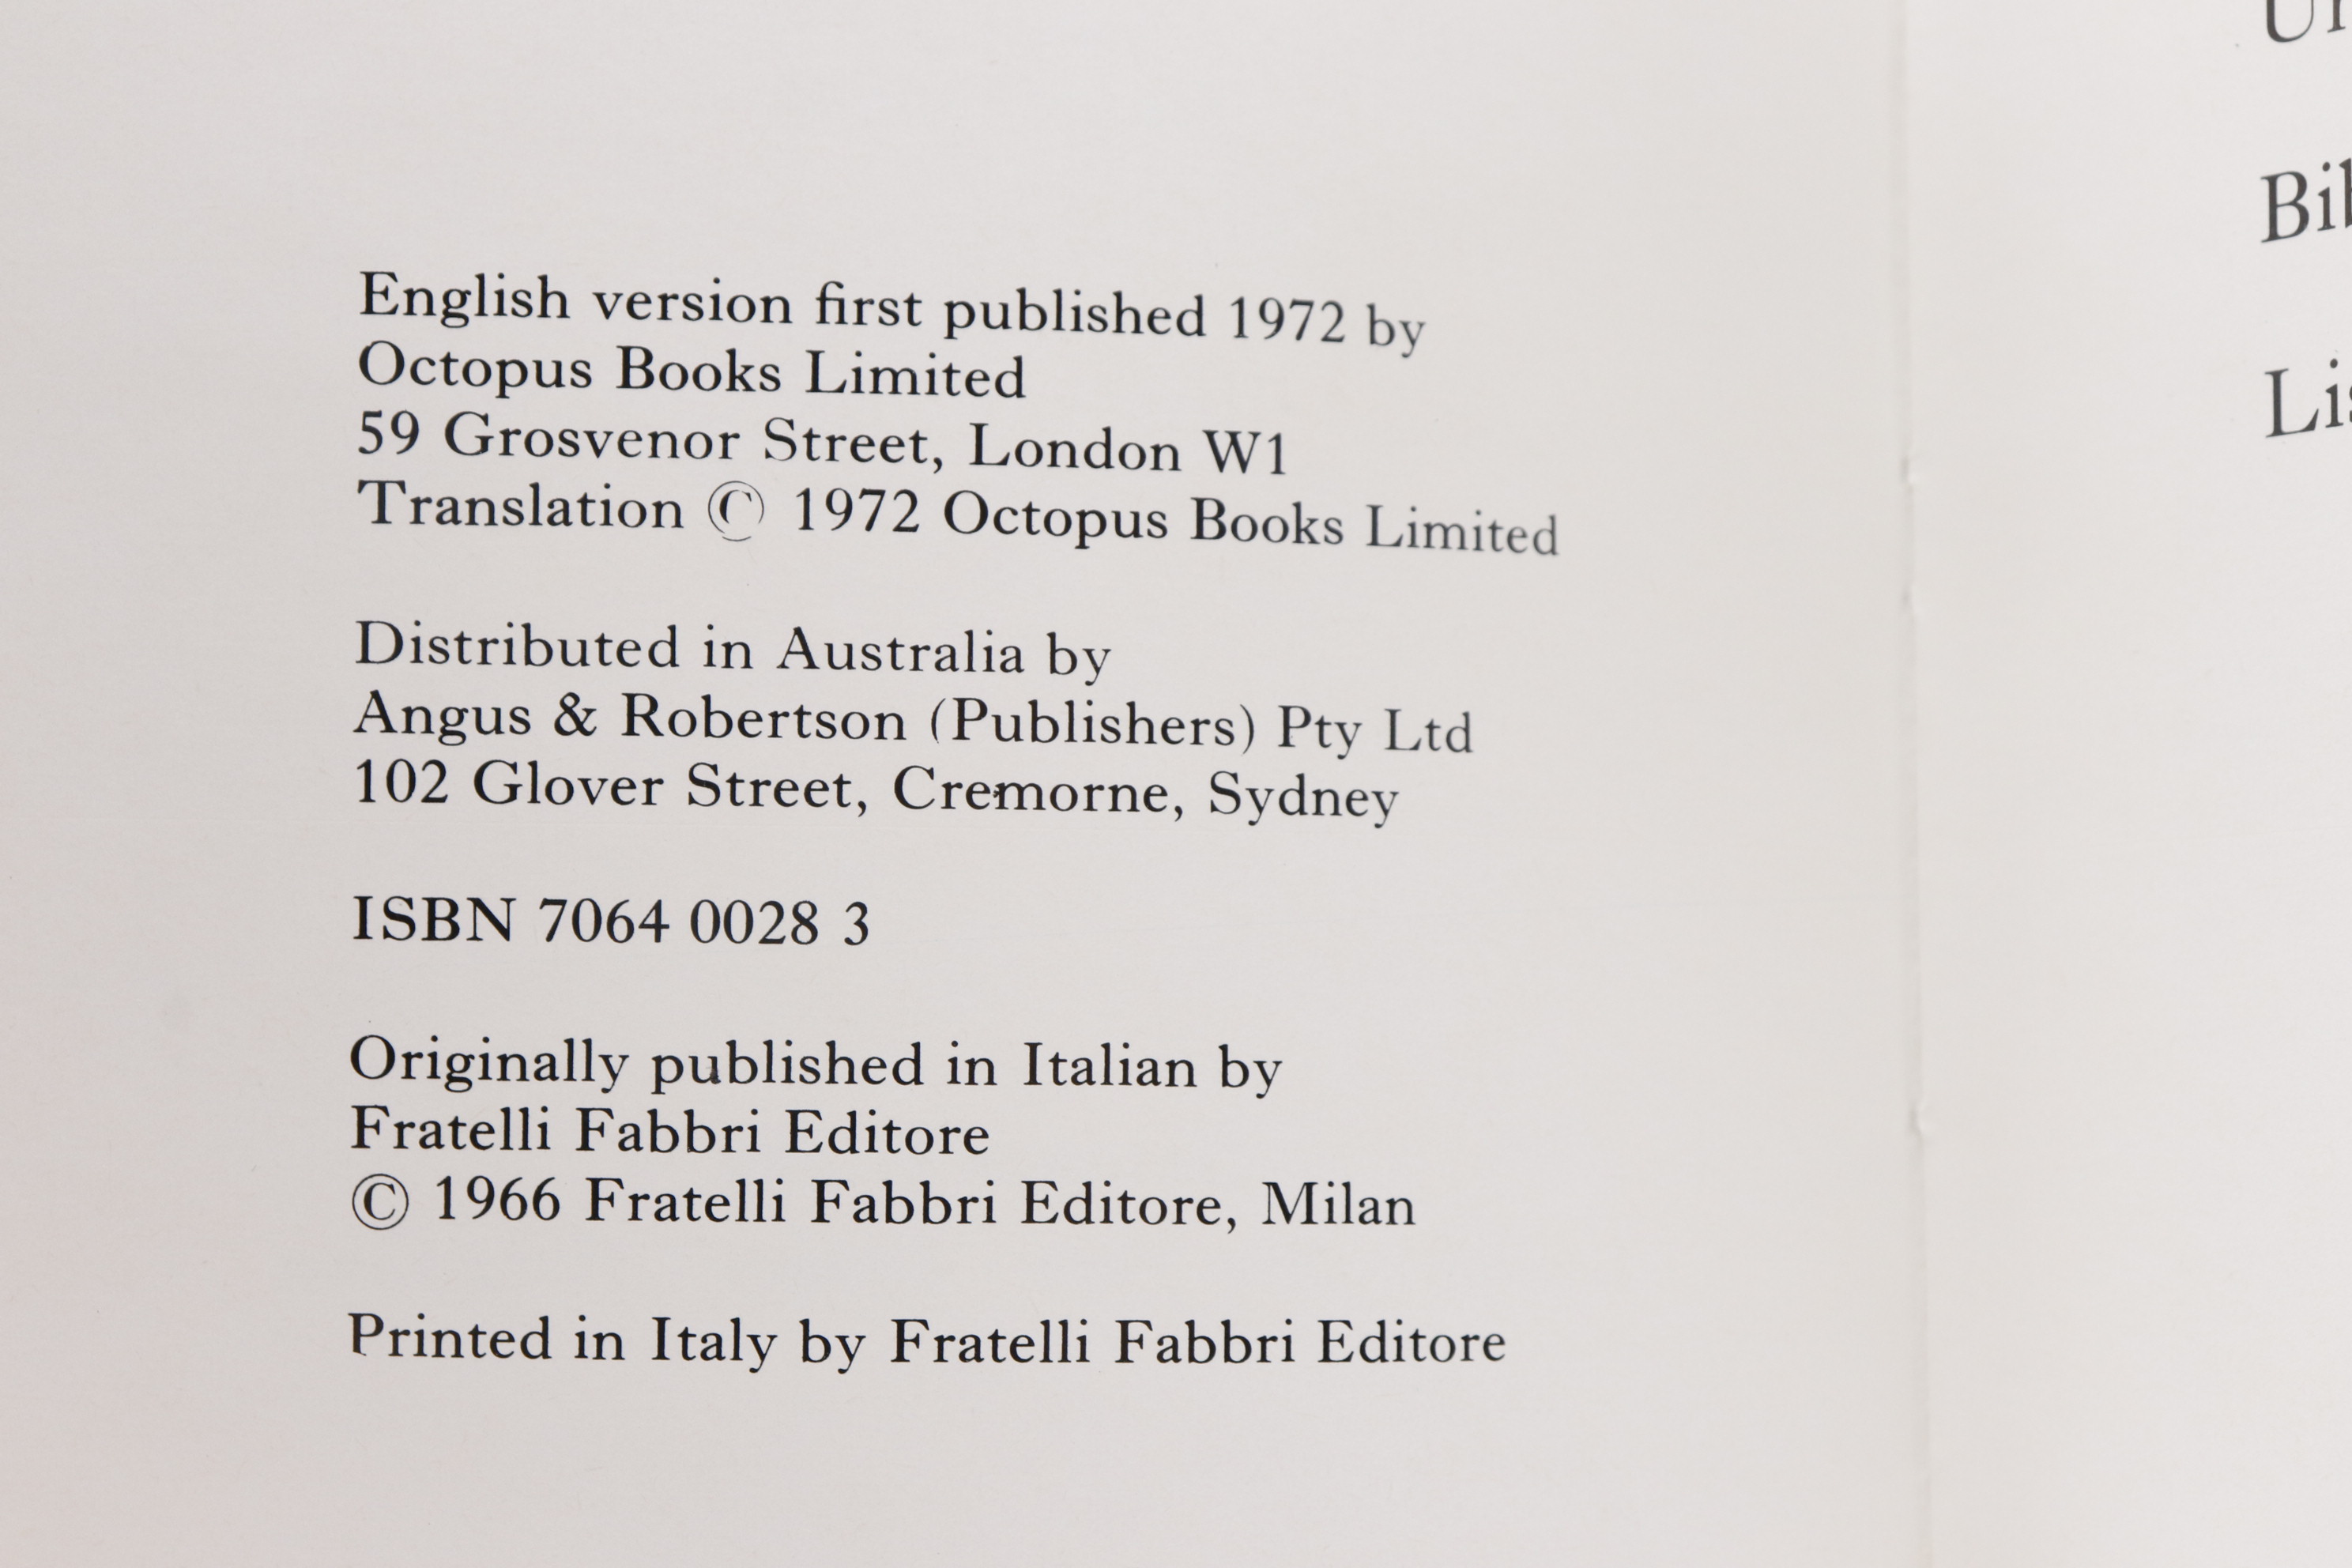 English version first published 1972 by
Octopus Books Limited
59 Grosvenor Street, London W1
Translation © 1972 Octopus Books Limited
Distributed in Australia by
Angus & Robertson (Publishers) Pty Ltd
102 Glover Street, Cremorne, Sydney
ISBN 7064 0028 3
Originally published in Italian by
Fratelli Fabbri Editore
© 1966 Fratelli Fabbri Editore, Milan
Printed in Italy by Fratelli Fabbri Editore